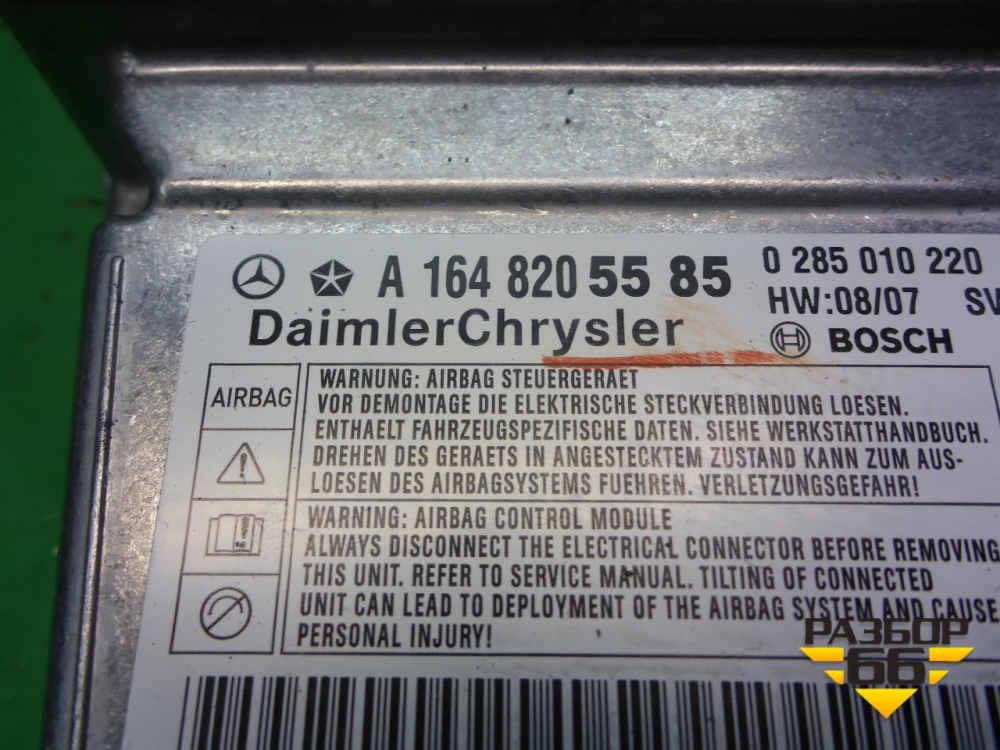 A 164 820 55 85
0 285 010 220
HW:08/07
DaimlerChrysler
BOSCH
AIRBAG
WARNUNG: AIRBAG STEUERGERAET
VOR DEMONTAGE DIE ELEKTRISCHE STECKVERBINDUNG LOESEN.
ENTHAELT FAHRZEUGSPEZIFISCHE DATEN. SIEHE WERKSTATTHANDBUCH.
DREHEN DES GERAETS IN ANGESTECKTEM ZUSTAND KANN ZUM AUS-
LOESEN DES AIRBAGSYSTEMS FUEHREN. VERLETZUNGSGEFAHR!
WARNING: AIRBAG CONTROL MODULE
ALWAYS DISCONNECT THE ELECTRICAL CONNECTOR BEFORE REMOVING
THIS UNIT. REFER TO SERVICE MANUAL. TILTING OF CONNECTED
UNIT CAN LEAD TO DEPLOYMENT OF THE AIRBAG SYSTEM AND CAUSE
PERSONAL INJURY!
РАЗБОР
66